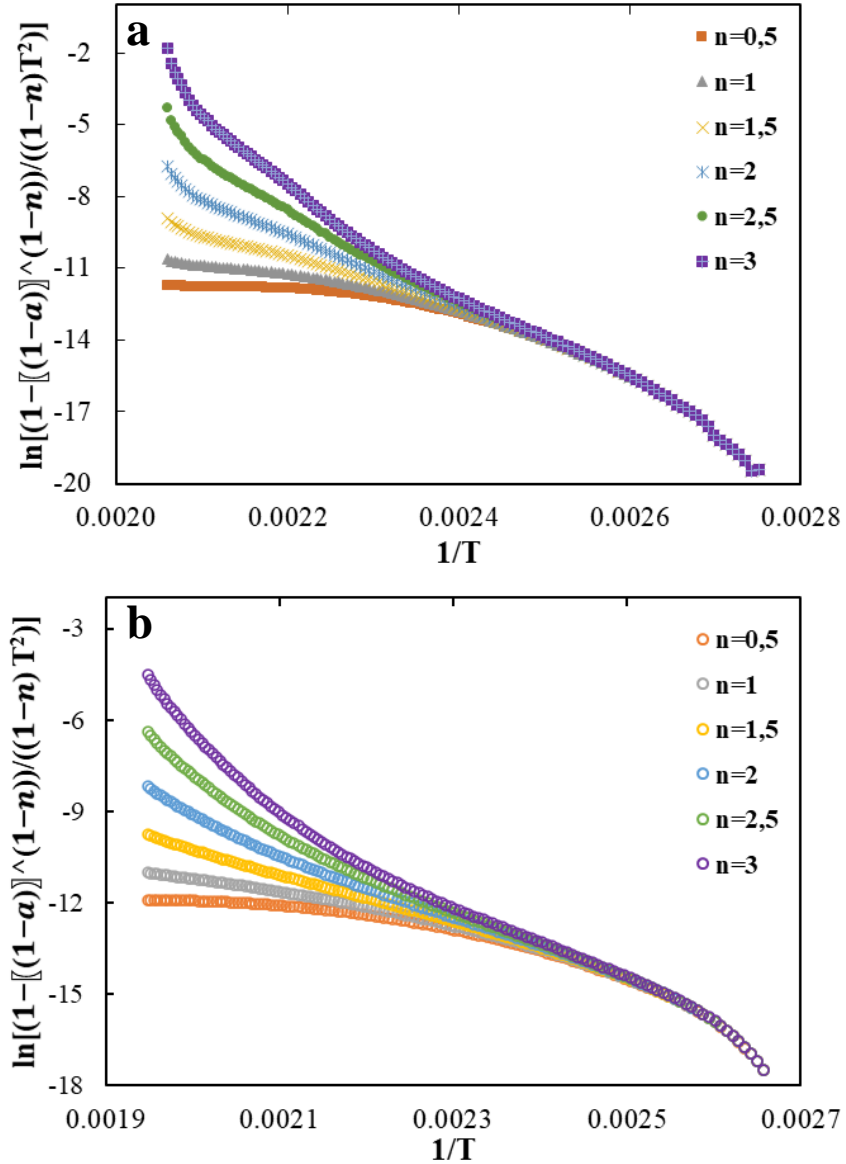 a
ln[(1-⟦(1-a)⟧^(1-n))/((1-n)T²)]
-2
-5
-8
-11
-14
-17
-20
n=0,5
n=1
n=1,5
n=2
n=2,5
n=3
0.0020 0.0022 0.0024 0.0026 0.0028
1/T
b
ln[(1-⟦(1-a)⟧^(1-n))/((1-n) T²)]
-3
-6
-9
-12
-15
-18
n=0,5
n=1
n=1,5
n=2
n=2,5
n=3
0.0019 0.0021 0.0023 0.0025 0.0027
1/T